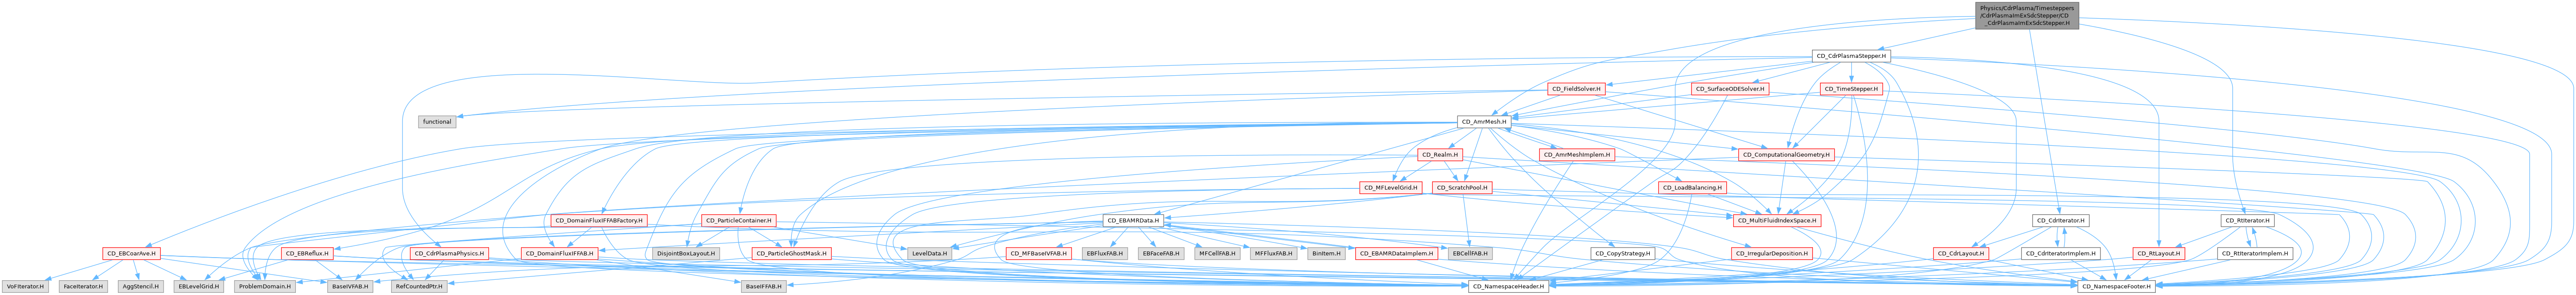 Physics/CdrPlasma/Timesteppers
/CdrPlasmaImExSdcStepper/CD
_CdrPlasmaImExSdcStepper.H
CD_CdrPlasmaStepper.H
CD_FieldSolver.H
CD_SurfaceODESolver.H
CD_TimeStepper.H
functional
CD_AmrMesh.H
CD_Realm.H
CD_AmrMeshImplem.H
CD_ComputationalGeometry.H
CD_MFLevelGrid.H
CD_ScratchPool.H
CD_LoadBalancing.H
CD_DomainFluxIFFABFactory.H
CD_ParticleContainer.H
CD_EBAMRData.H
CD_MultiFluidIndexSpace.H
CD_CdrIterator.H
CD_RtIterator.H
CD_EBCoarAve.H
CD_EBReflux.H
CD_CdrPlasmaPhysics.H
CD_DomainFluxIFFAB.H
DisjointBoxLayout.H
CD_ParticleGhostMask.H
LevelData.H
CD_MFBaseIVFAB.H
EBFluxFAB.H
EBFaceFAB.H
MFCellFAB.H
MFFluxFAB.H
BinItem.H
CD_EBAMRDataImplem.H
EBCellFAB.H
CD_CopyStrategy.H
CD_IrregularDeposition.H
CD_CdrLayout.H
CD_CdrIteratorImplem.H
CD_RtLayout.H
CD_RtIteratorImplem.H
VoFIterator.H
FaceIterator.H
AggStencil.H
EBLevelGrid.H
ProblemDomain.H
BaseIVFAB.H
RefCountedPtr.H
BaseIFFAB.H
CD_NamespaceHeader.H
CD_NamespaceFooter.H